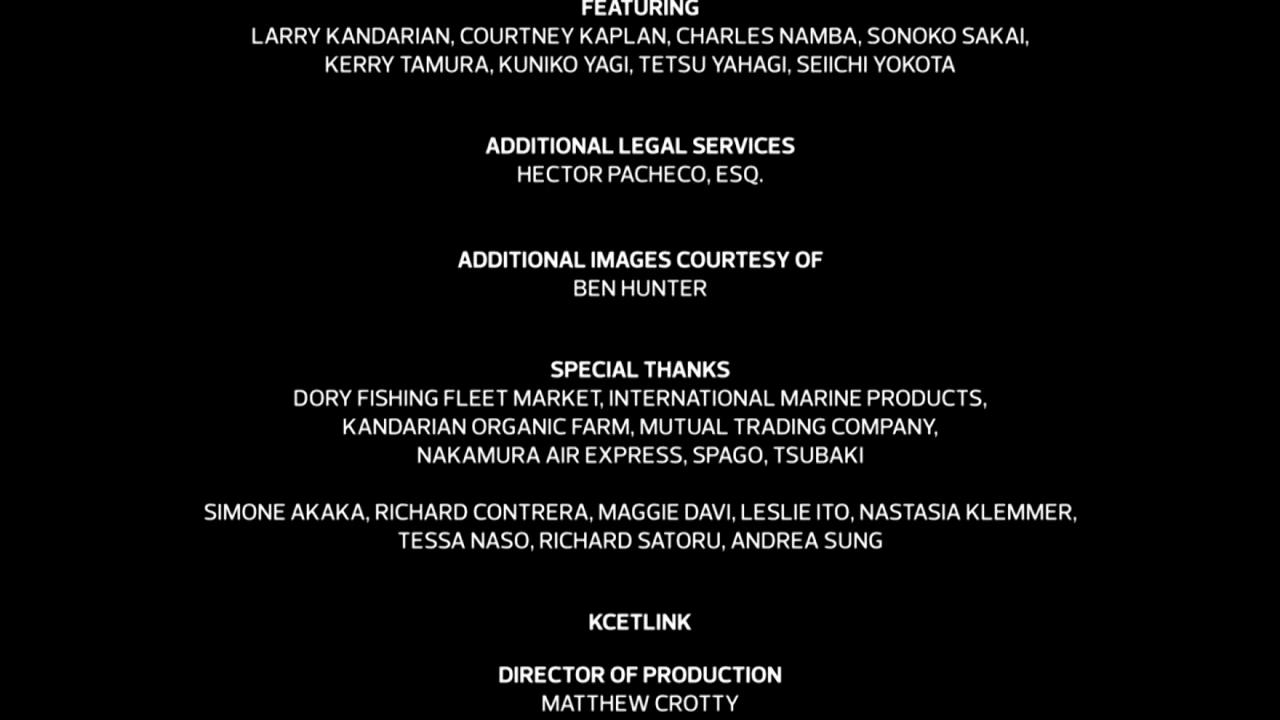 FEATURING
LARRY KANDARIAN, COURTNEY KAPLAN, CHARLES NAMBA, SONOKO SAKAI,
KERRY TAMURA, KUNIKO YAGI, TETSU YAHAGI, SEIICHI YOKOTA
ADDITIONAL LEGAL SERVICES
HECTOR PACHECO, ESQ.
ADDITIONAL IMAGES COURTESY OF
BEN HUNTER
SPECIAL THANKS
DORY FISHING FLEET MARKET, INTERNATIONAL MARINE PRODUCTS,
KANDARIAN ORGANIC FARM, MUTUAL TRADING COMPANY,
NAKAMURA AIR EXPRESS, SPAGO, TSUBAKI
SIMONE AKAKA, RICHARD CONTRERA, MAGGIE DAVI, LESLIE ITO, NASTASIA KLEMMER,
TESSA NASO, RICHARD SATORU, ANDREA SUNG
KCETLINK
DIRECTOR OF PRODUCTION
MATTHEW CROTTY